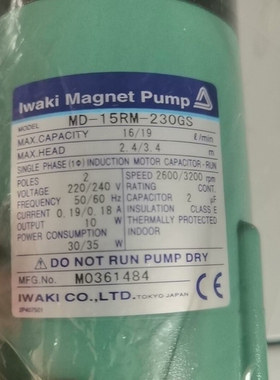 Iwaki Magnet Pump
MODEL MD-15RM-230GS
MAX.CAPACITY 16/19 ℓ/min
MAX.HEAD 2.4/3.4 m
SINGLE PHASE(1Φ) INDUCTION MOTOR CAPACITOR-RUN
POLES 2 SPEED 2600/3200 rpm
VOLTAGE 220/240 V RATING CONT.
FREQUENCY 50/60 Hz CAPACITOR 2 μF
CURRENT 0.19/0.18 A INSULATION CLASS E
OUTPUT 10 W THERMALLY PROTECTED
POWER CONSUMPTION INDOOR
30/35 W
⚠ DO NOT RUN PUMP DRY
MFG.No. M0361484 CE
IWAKI CO.,LTD. TOKYO JAPAN